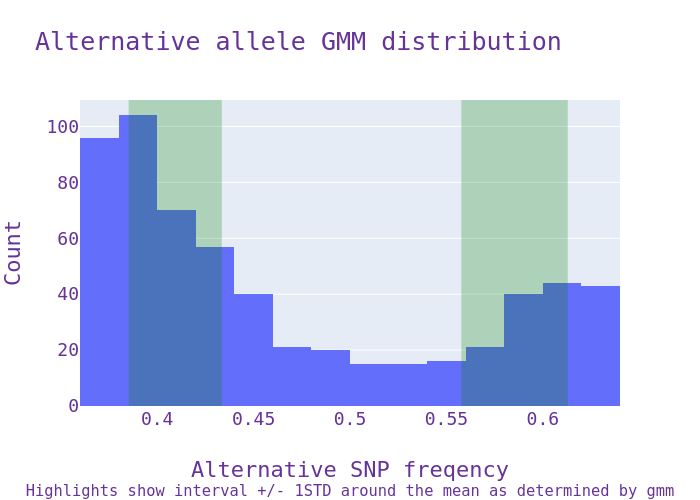 Alternative allele GMM distribution
Count
100
80
60
40
20
0
0.4
0.45
0.5
0.55
0.6
Alternative SNP freqency
Highlights show interval +/- 1STD around the mean as determined by gmm